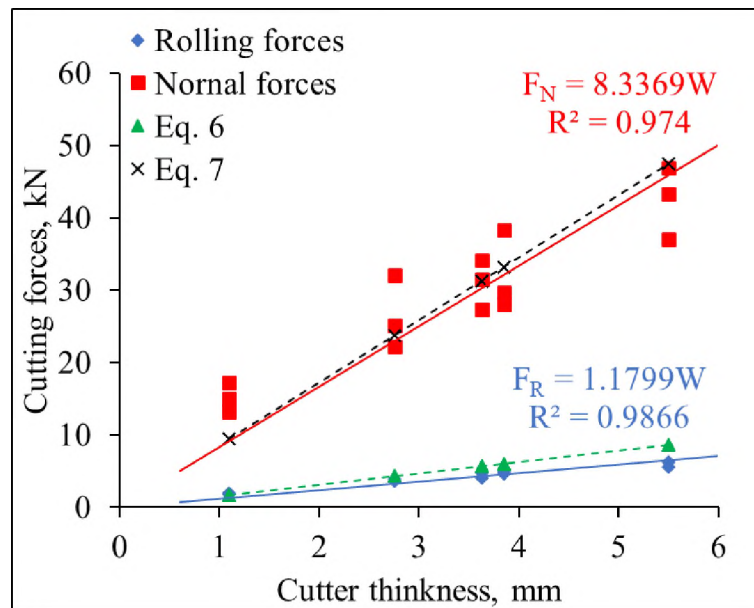 Rolling forces
Nornal forces
Eq. 6
Eq. 7
F_N = 8.3369W
R² = 0.974
F_R = 1.1799W
R² = 0.9866
60
50
40
30
20
10
0
0 1 2 3 4 5 6
Cutting forces, kN
Cutter thinkness, mm